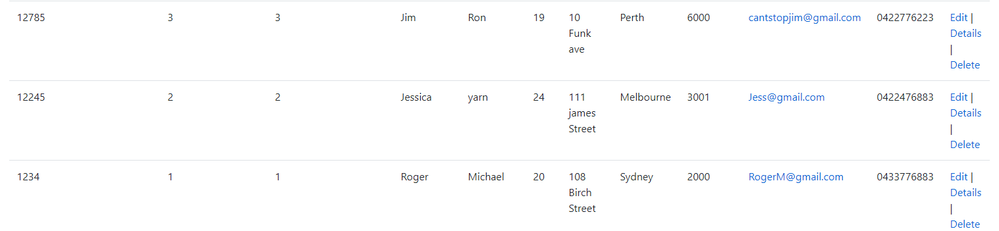 12785 3 3 Jim Ron 19 10 Perth 6000 cantstopjim@gmail.com 0422776223 Edit |
Funk Details
ave |
Delete
12245 2 2 Jessica yarn 24 111 Melbourne 3001 Jess@gmail.com 0422476883 Edit |
james Details
Street |
Delete
1234 1 1 Roger Michael 20 108 Sydney 2000 RogerM@gmail.com 0433776883 Edit |
Birch Details
Street |
Delete